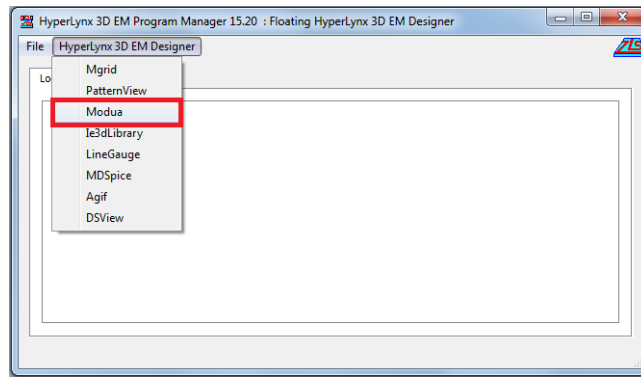 HyperLynx 3D EM Program Manager 15.20 : Floating HyperLynx 3D EM Designer
File HyperLynx 3D EM Designer
Lo
Mgrid
PatternView
Modua
Ie3dLibrary
LineGauge
MDSpice
Agif
DSView